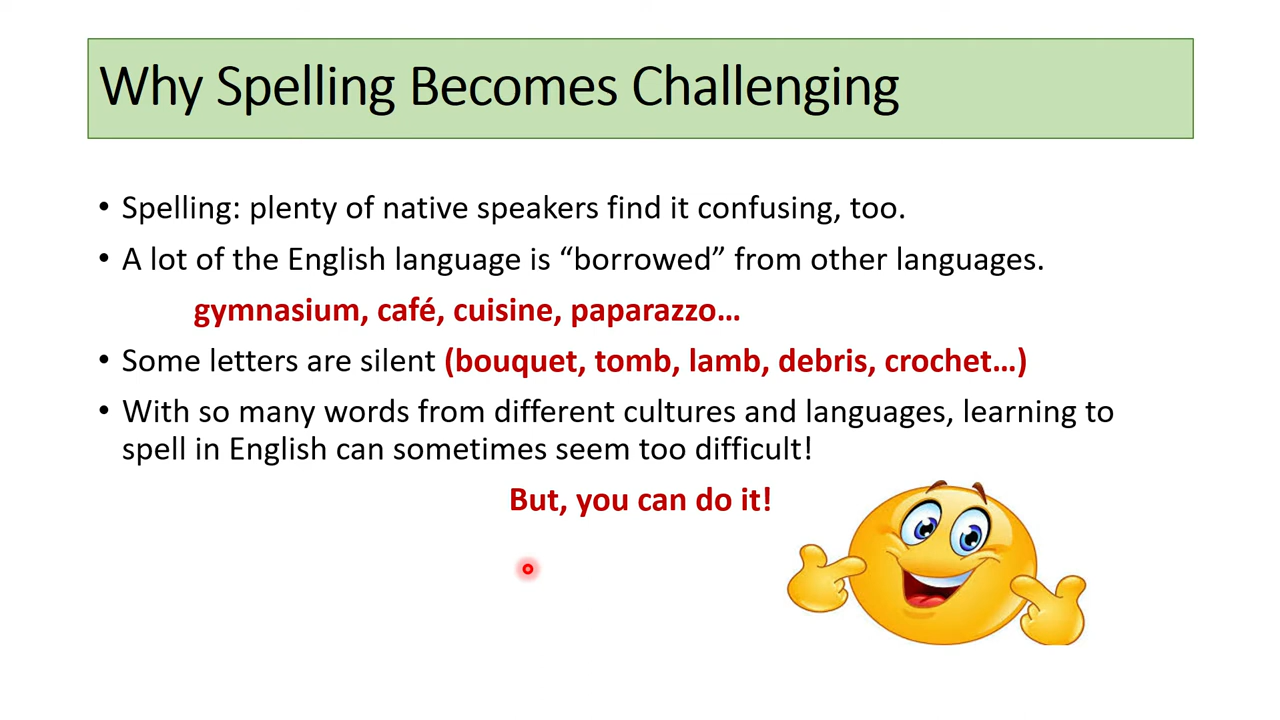 Why Spelling Becomes Challenging
• Spelling: plenty of native speakers find it confusing, too.
• A lot of the English language is “borrowed” from other languages.
gymnasium, café, cuisine, paparazzo…
• Some letters are silent (bouquet, tomb, lamb, debris, crochet…)
• With so many words from different cultures and languages, learning to
spell in English can sometimes seem too difficult!
But, you can do it!